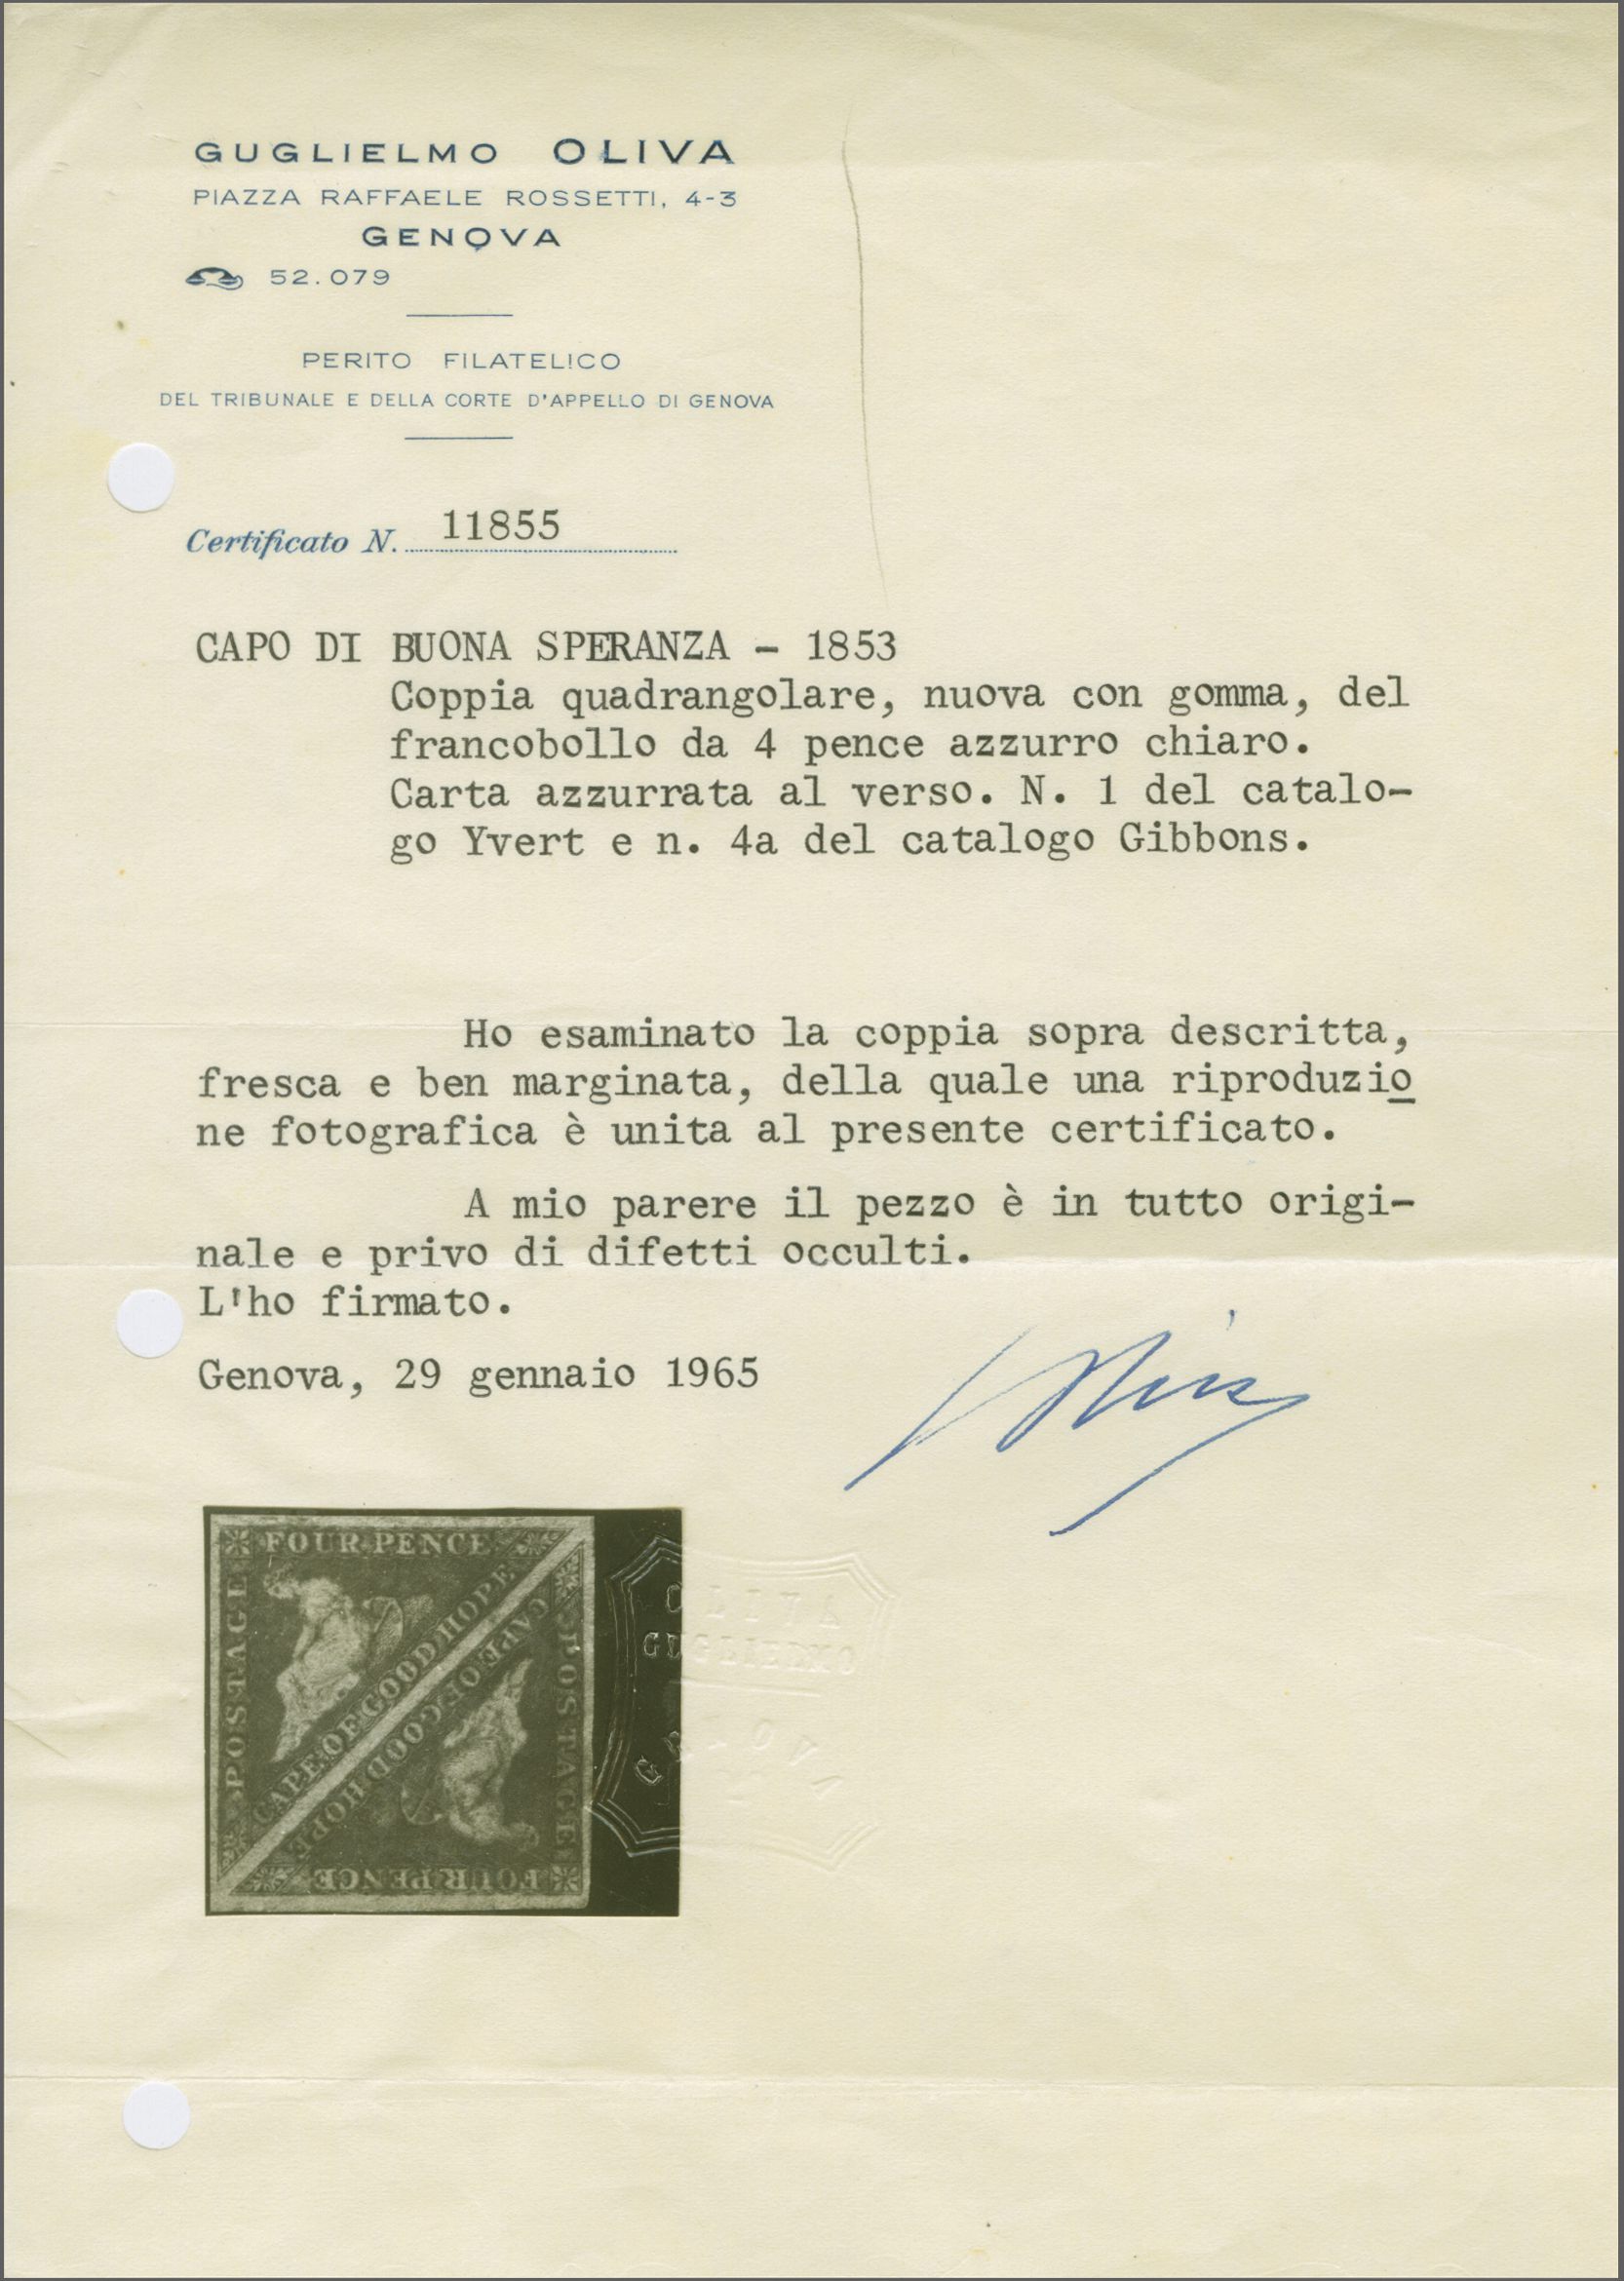 GUGLIELMO OLIVA
PIAZZA RAFFAELE ROSSETTI, 4-3
GENOVA
52.079
PERITO FILATELICO
DEL TRIBUNALE E DELLA CORTE D'APPELLO DI GENOVA
Certificato N. 11855
CAPO DI BUONA SPERANZA - 1853
Coppia quadrangolare, nuova con gomma, del
francobollo da 4 pence azzurro chiaro.
Carta azzurrata al verso. N. 1 del catalo-
go Yvert e n. 4a del catalogo Gibbons.
Ho esaminato la coppia sopra descritta,
fresca e ben marginata, della quale una riproduzio
ne fotografica è unita al presente certificato.
A mio parere il pezzo è in tutto origi-
nale e privo di difetti occulti.
L'ho firmato.
Genova, 29 gennaio 1965
Oliva
FOUR PENCE
POSTAGE
CAPE OF GOOD HOPE
CAPE OF GOOD HOPE
POSTAGE
FOUR PENCE